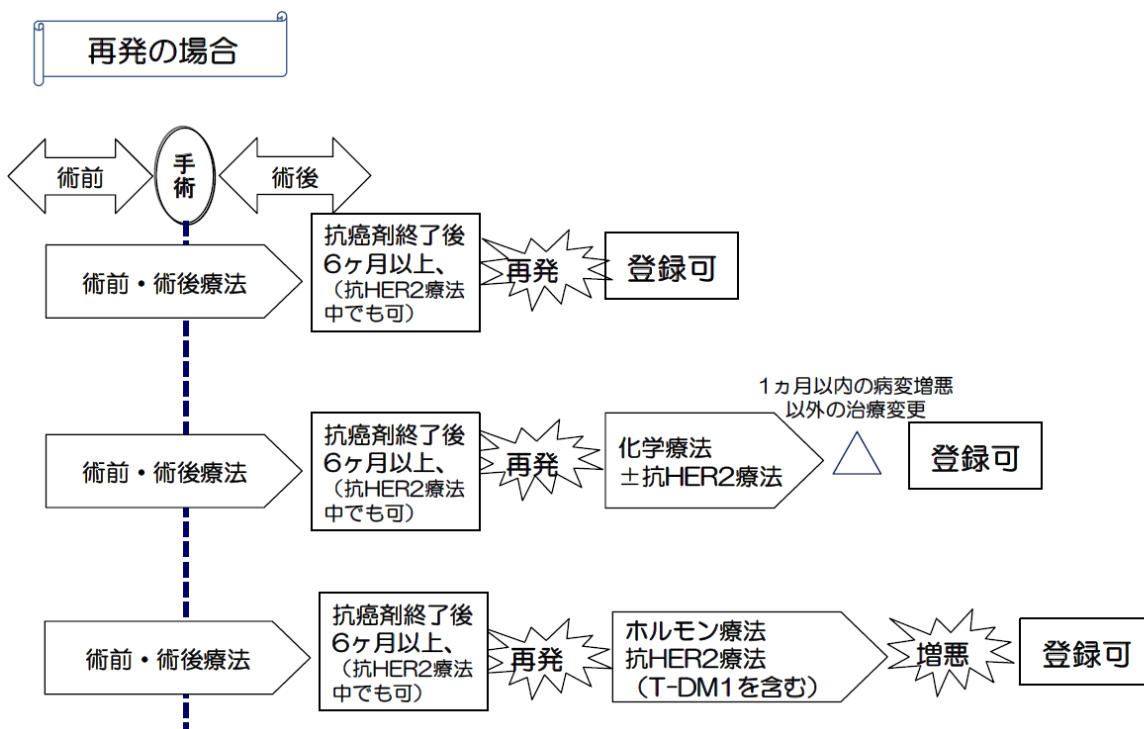 再発の場合
術前
手術
術後
術前・術後療法
抗癌剤終了後
6ヶ月以上、
（抗HER2療法
中でも可）
再発
登録可
術前・術後療法
抗癌剤終了後
6ヶ月以上、
（抗HER2療法
中でも可）
再発
化学療法
±抗HER2療法
1ヵ月以内の病変増悪
以外の治療変更
登録可
術前・術後療法
抗癌剤終了後
6ヶ月以上、
（抗HER2療法
中でも可）
再発
ホルモン療法
抗HER2療法
（T-DM1を含む）
増悪
登録可